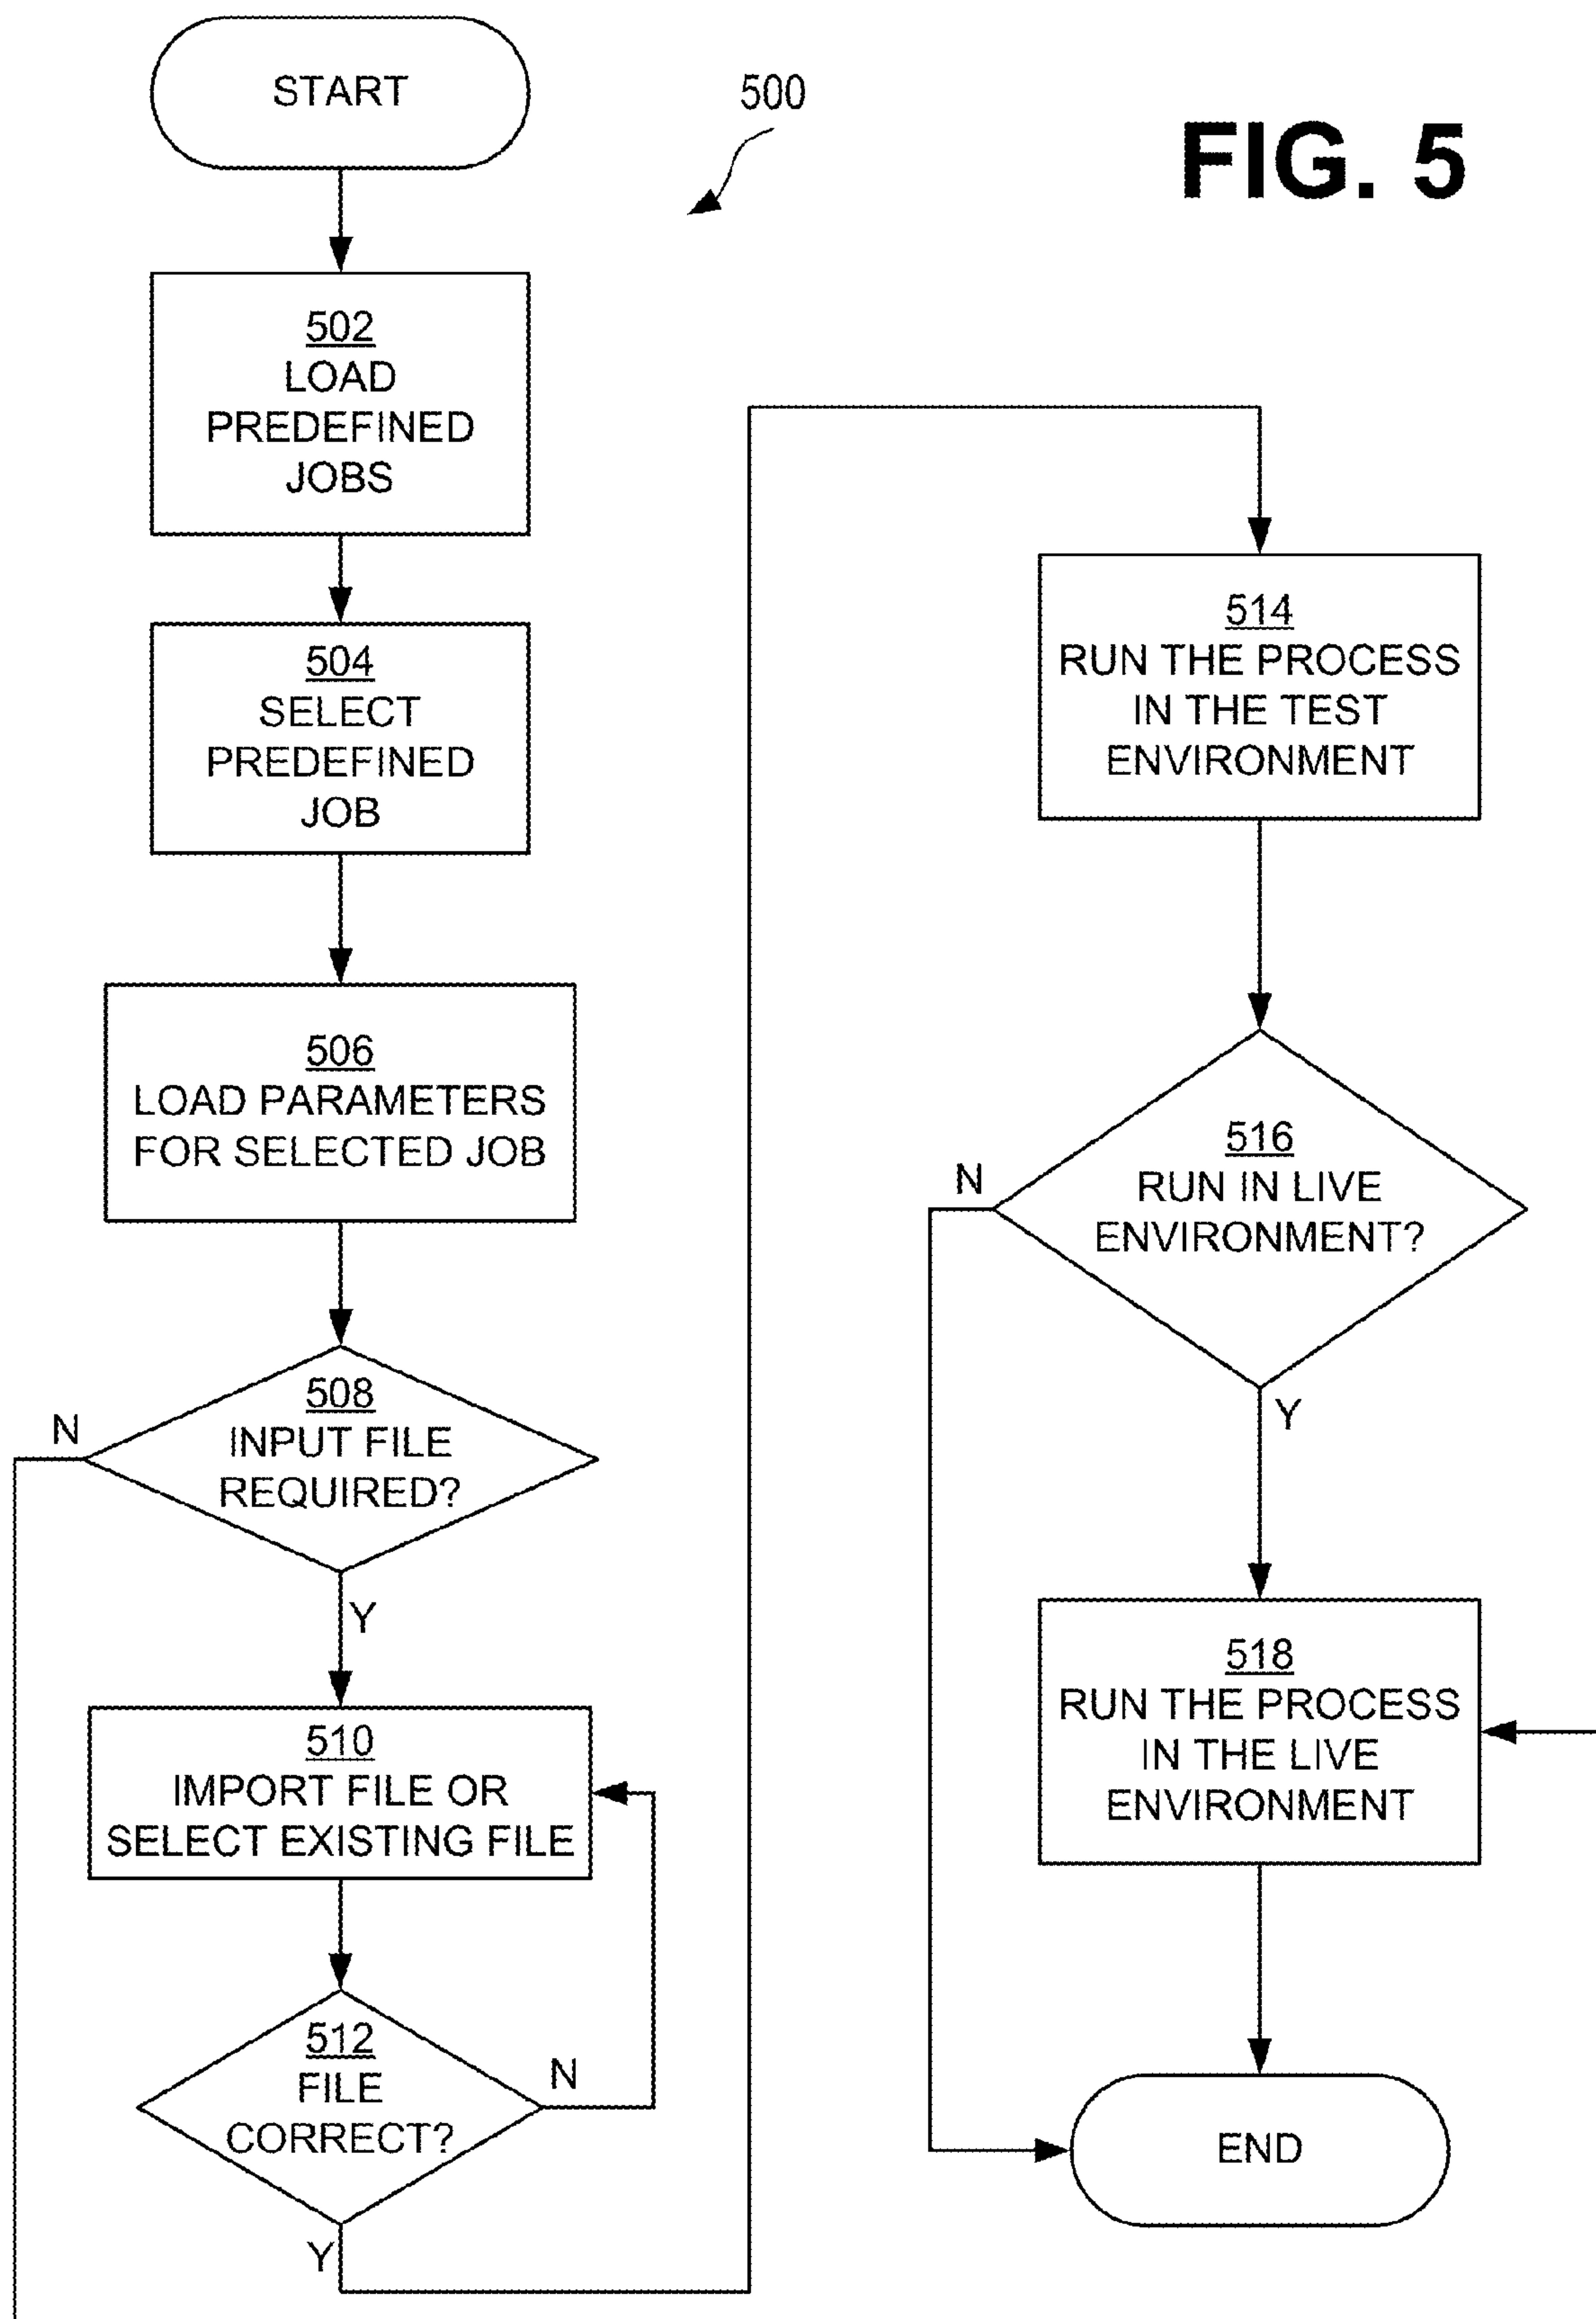 START
500
FIG. 5
502
LOAD
PREDEFINED
JOBS
504
SELECT
PREDEFINED
JOB
506
LOAD PARAMETERS
FOR SELECTED JOB
508
INPUT FILE
REQUIRED?
N
Y
510
IMPORT FILE OR
SELECT EXISTING FILE
512
FILE
CORRECT?
N
Y
514
RUN THE PROCESS
IN THE TEST
ENVIRONMENT
516
RUN IN LIVE
ENVIRONMENT?
N
Y
518
RUN THE PROCESS
IN THE LIVE
ENVIRONMENT
END